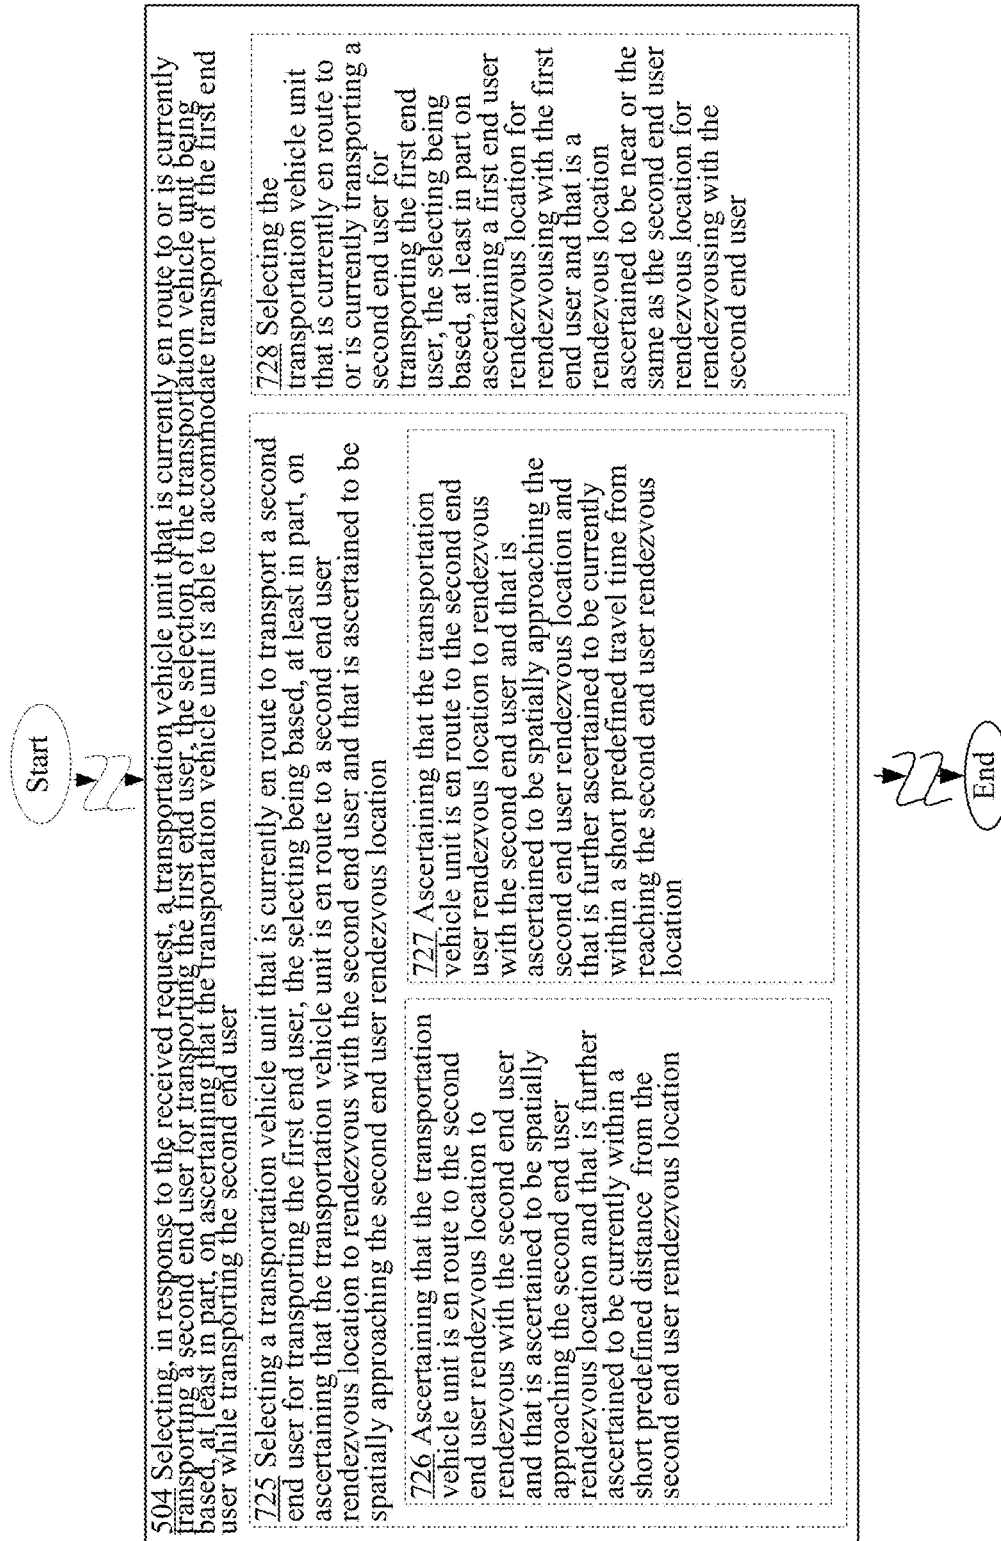 Start
504 Selecting, in response to the received request, a transportation vehicle unit that is currently en route to or is currently
transporting a second end user for transporting the first end user, the selection of the transportation vehicle unit being
based, at least in part, on ascertaining that the transportation vehicle unit is able to accommodate transport of the first end
user while transporting the second end user
725 Selecting a transportation vehicle unit that is currently en route to transport a second
end user for transporting the first end user, the selecting being based, at least in part, on
ascertaining that the transportation vehicle unit is en route to a second end user
rendezvous location to rendezvous with the second end user and that is ascertained to be
spatially approaching the second end user rendezvous location
726 Ascertaining that the transportation
vehicle unit is en route to the second
end user rendezvous location to
rendezvous with the second end user
and that is ascertained to be spatially
approaching the second end user
rendezvous location and that is further
ascertained to be currently within a
short predefined distance from the
second end user rendezvous location
727 Ascertaining that the transportation
vehicle unit is en route to the second end
user rendezvous location to rendezvous
with the second end user and that is
ascertained to be spatially approaching the
second end user rendezvous location and
that is further ascertained to be currently
within a short predefined travel time from
reaching the second end user rendezvous
location
728 Selecting the
transportation vehicle unit
that is currently en route to
or is currently transporting a
second end user for
transporting the first end
user, the selecting being
based, at least in part on
ascertaining a first end user
rendezvous location for
rendezvousing with the first
end user and that is a
rendezvous location
ascertained to be near or the
same as the second end user
rendezvous location for
rendezvousing with the
second end user
End